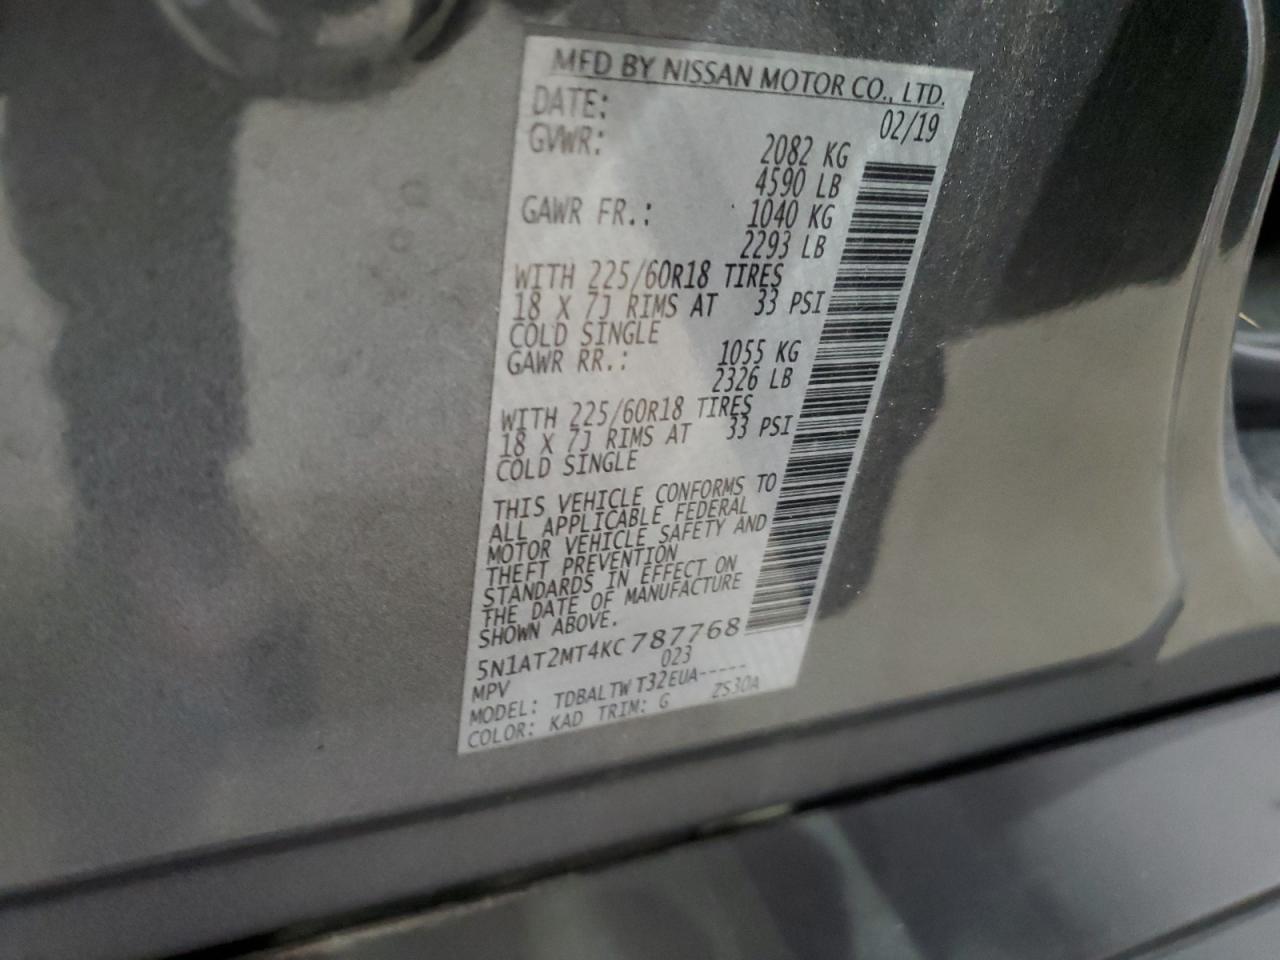 MFD BY NISSAN MOTOR CO., LTD.
DATE: 02/19
GVWR: 2082 KG
4590 LB
GAWR FR.: 1040 KG
2293 LB
WITH 225/60R18 TIRES
18 X 7J RIMS AT 33 PSI
COLD SINGLE
GAWR RR.: 1055 KG
2326 LB
WITH 225/60R18 TIRES
18 X 7J RIMS AT 33 PSI
COLD SINGLE
THIS VEHICLE CONFORMS TO
ALL APPLICABLE FEDERAL
MOTOR VEHICLE SAFETY AND
THEFT PREVENTION
STANDARDS IN EFFECT ON
THE DATE OF MANUFACTURE
SHOWN ABOVE.
5N1AT2MT4KC787768
MPV 023
MODEL: TDBALTW T32EUA-----
COLOR: KAD TRIM: G ZS30A